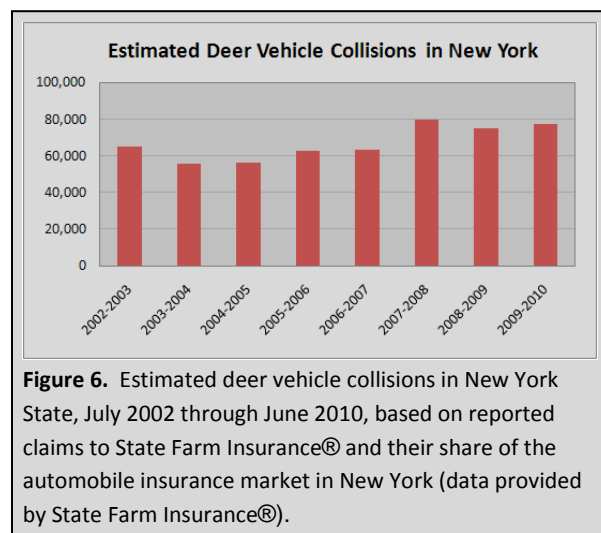 Estimated Deer Vehicle Collisions in New York
100,000
80,000
60,000
40,000
20,000
0
2002-2003
2003-2004
2004-2005
2005-2006
2006-2007
2007-2008
2008-2009
2009-2010
Figure 6. Estimated deer vehicle collisions in New York
State, July 2002 through June 2010, based on reported
claims to State Farm Insurance® and their share of the
automobile insurance market in New York (data provided
by State Farm Insurance®).